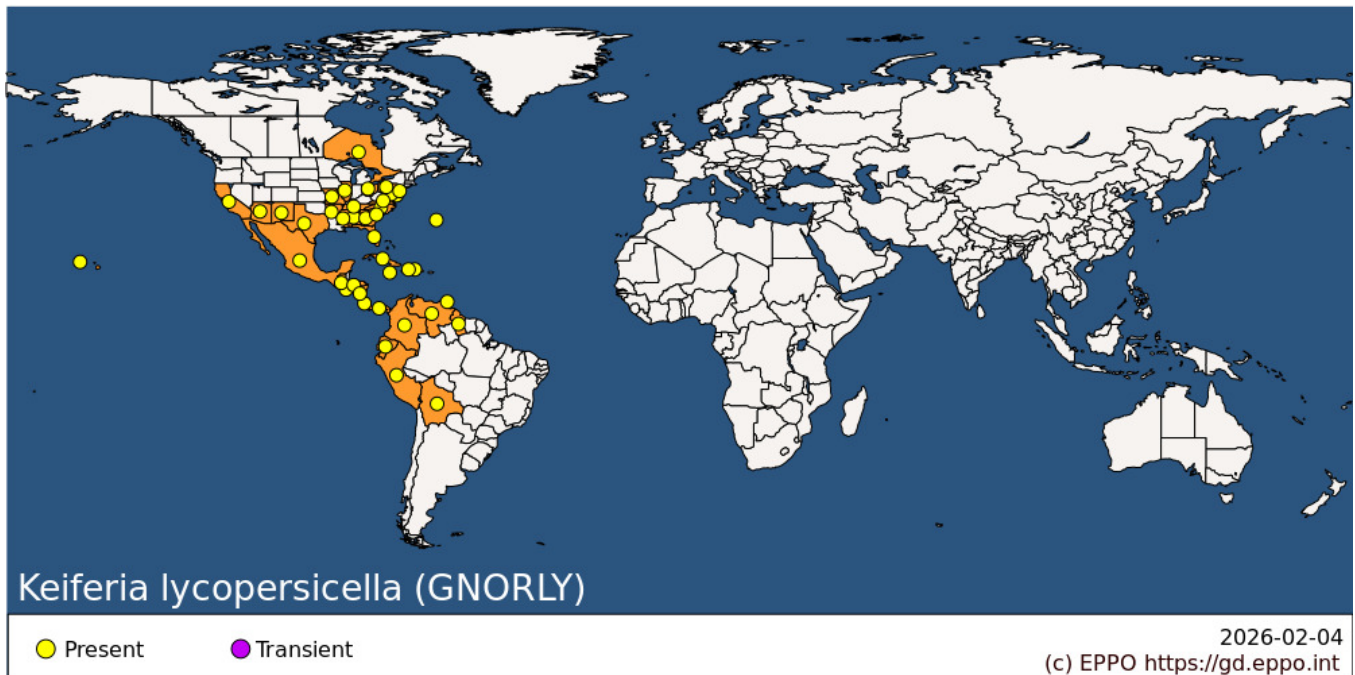 Keiferia lycopersicella (GNORLY)
Present
Transient
2026-02-04
(c) EPPO https://gd.eppo.int